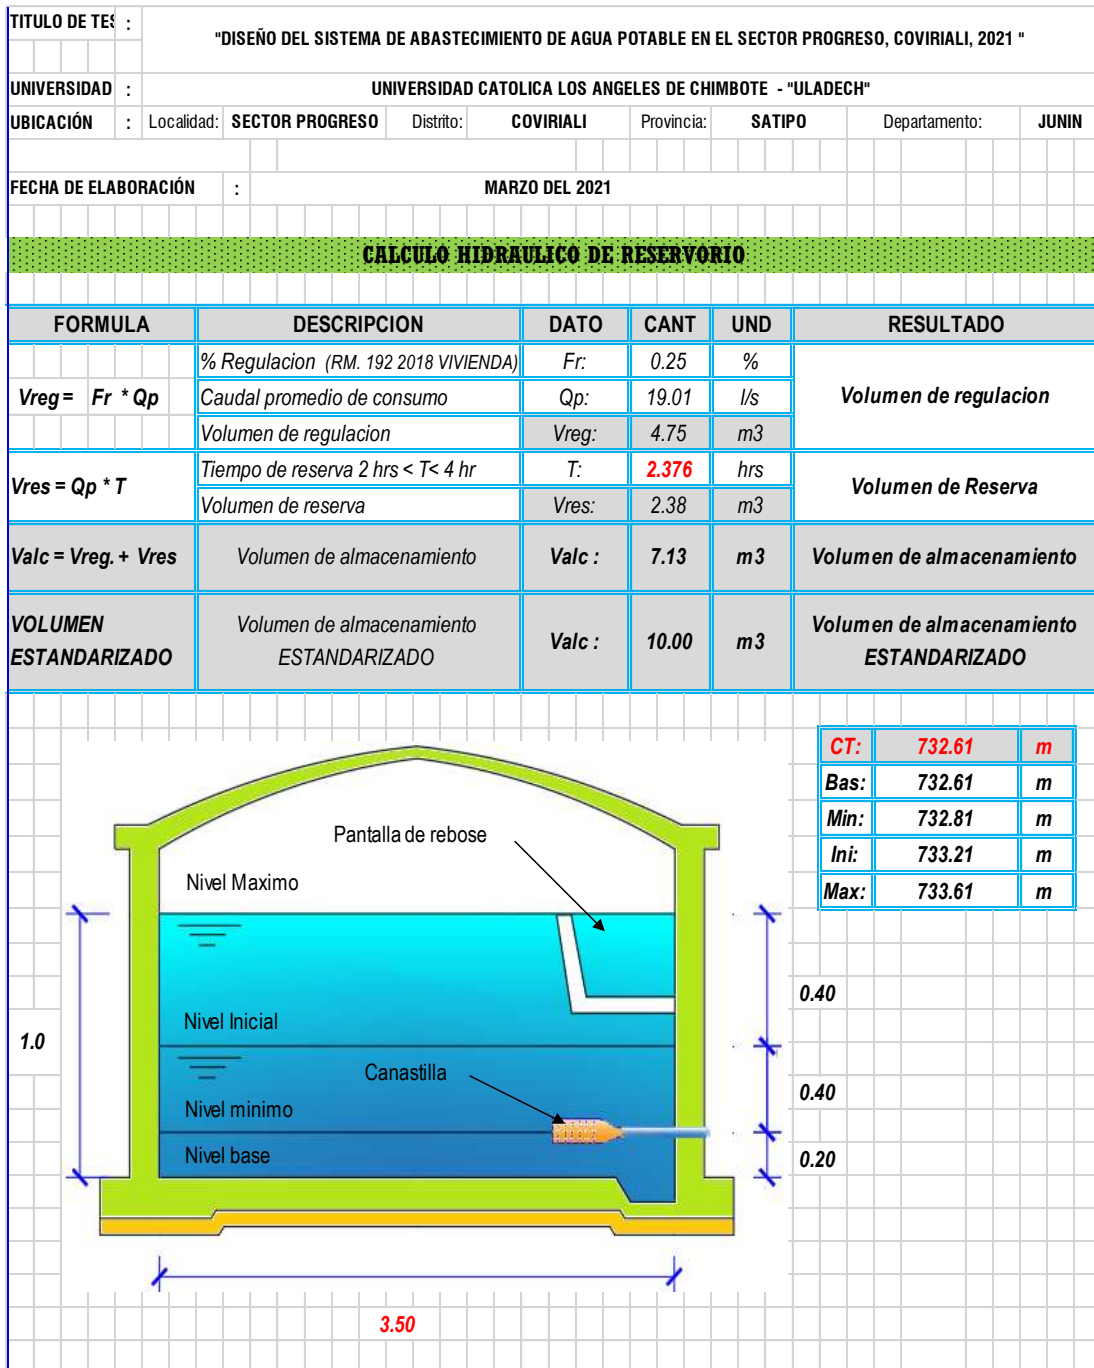 TITULO DE TES :
"DISEÑO DEL SISTEMA DE ABASTECIMIENTO DE AGUA POTABLE EN EL SECTOR PROGRESO, COVIRIALI, 2021 "
UNIVERSIDAD : UNIVERSIDAD CATOLICA LOS ANGELES DE CHIMBOTE - "ULADECH"
UBICACIÓN : Localidad: SECTOR PROGRESO Distrito: COVIRIALI Provincia: SATIPO Departamento: JUNIN
FECHA DE ELABORACIÓN : MARZO DEL 2021
CALCULO HIDRAULICO DE RESERVORIO
FORMULA DESCRIPCION DATO CANT UND RESULTADO
% Regulacion (RM. 192 2018 VIVIENDA) Fr: 0.25 %
Vreg = Fr * Qp Caudal promedio de consumo Qp: 19.01 l/s Volumen de regulacion
Volumen de regulacion Vreg: 4.75 m3
Vres = Qp * T Tiempo de reserva 2 hrs < T< 4 hr T: 2.376 hrs Volumen de Reserva
Volumen de reserva Vres: 2.38 m3
Valc = Vreg. + Vres Volumen de almacenamiento Valc : 7.13 m3 Volumen de almacenamiento
VOLUMEN
ESTANDARIZADO
Volumen de almacenamiento
ESTANDARIZADO
Valc : 10.00 m3
Volumen de almacenamiento
ESTANDARIZADO
CT: 732.61 m
Bas: 732.61 m
Min: 732.81 m
Ini: 733.21 m
Max: 733.61 m
Pantalla de rebose
Nivel Maximo
0.40
Nivel Inicial
1.0
Canastilla
0.40
Nivel minimo
Nivel base
0.20
3.50